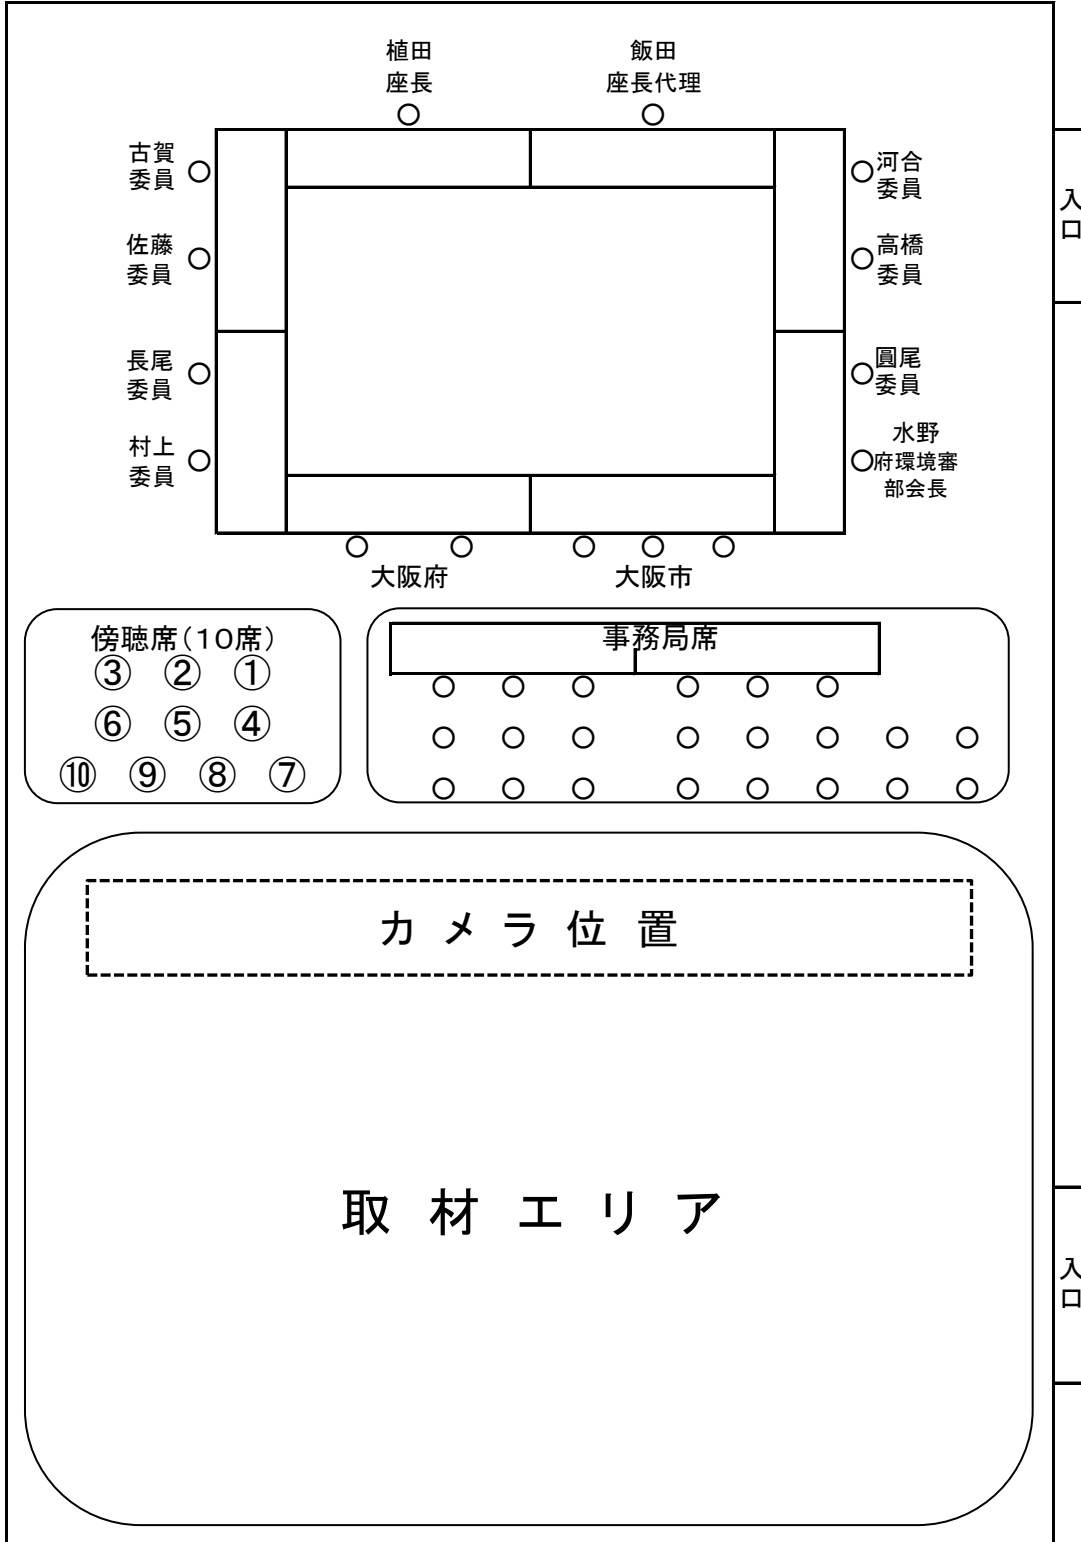 植田
座長
飯田
座長代理
古賀
委員
河合
委員
佐藤
委員
高橋
委員
長尾
委員
圓尾
委員
村上
委員
水野
府環境審
部会長
大阪府
大阪市
入
口
傍聴席(10席)
③ ② ①
⑥ ⑤ ④
⑩ ⑨ ⑧ ⑦
事務局席
カメラ位置
取材エリア
入
口